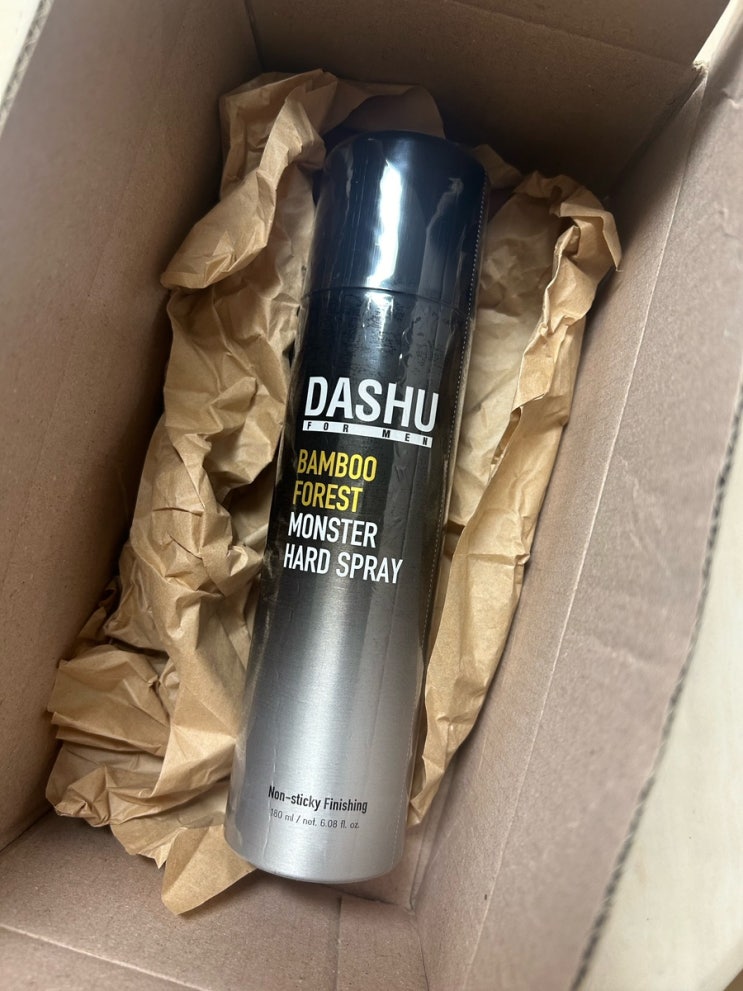 DASHU
FOR MEN
BAMBOO
FOREST
MONSTER
HARD SPRAY
Non-sticky Finishing
180 ml / net. 6.08 fl. oz.